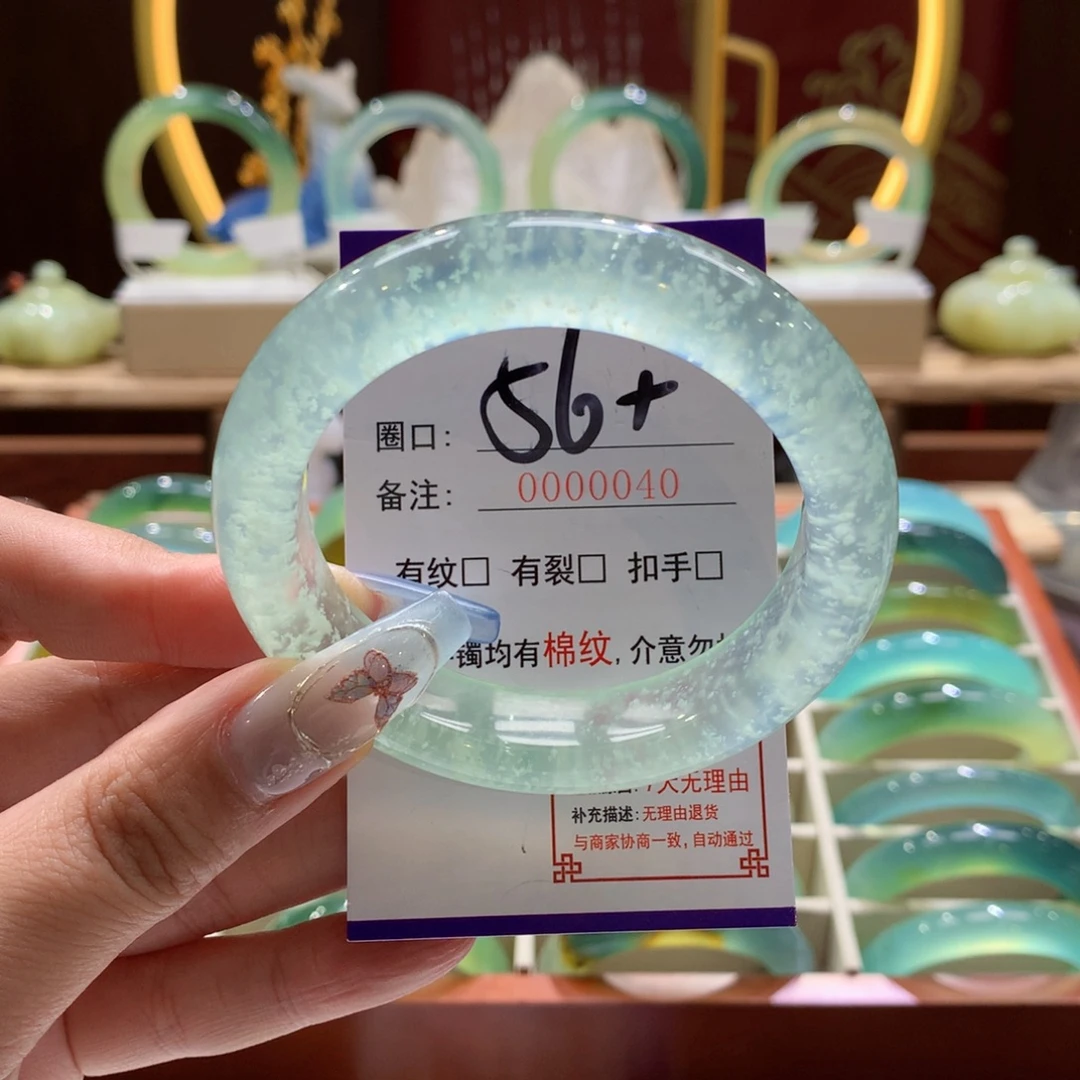 圈口: 56+
备注: 0000040
有纹□ 有裂□ 扣手□
镯均有棉纹, 介意勿
7天无理由
补充描述:无理由退货
与商家协商一致, 自动通过